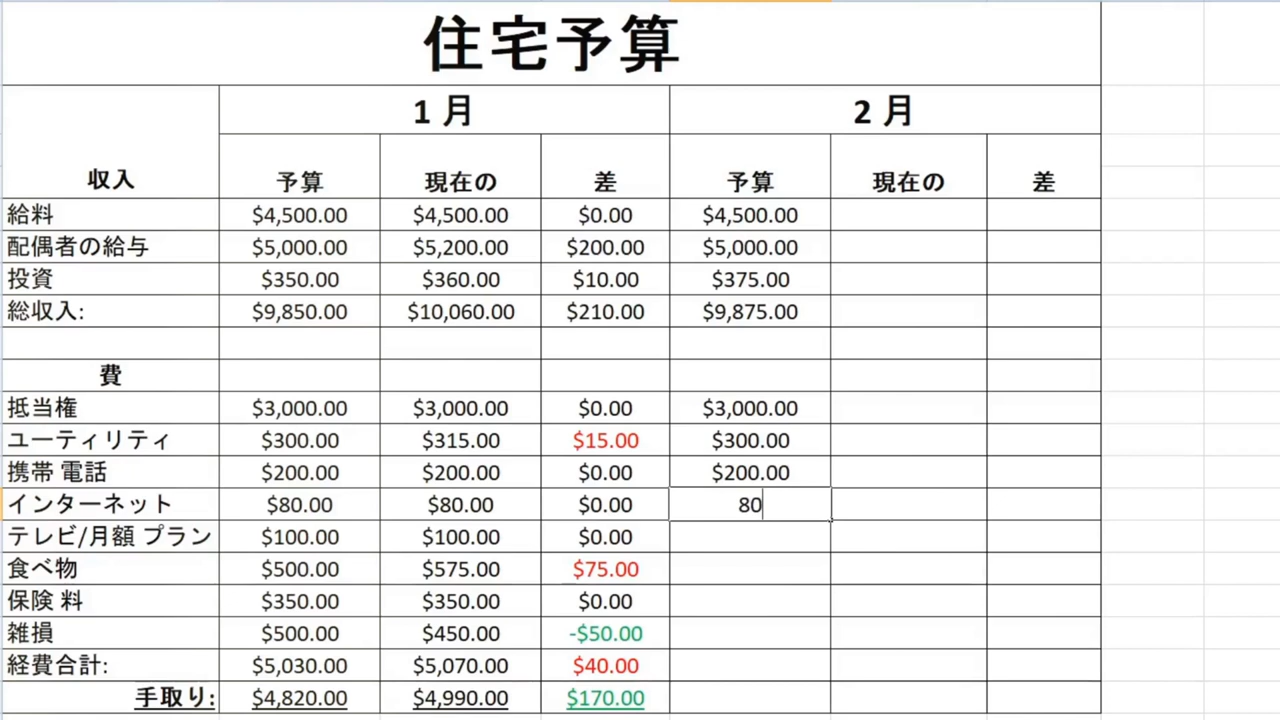 住宅予算
1 月 2 月
収入 予算 現在の 差 予算 現在の 差
給料 $4,500.00 $4,500.00 $0.00 $4,500.00
配偶者の給与 $5,000.00 $5,200.00 $200.00 $5,000.00
投資 $350.00 $360.00 $10.00 $375.00
総収入: $9,850.00 $10,060.00 $210.00 $9,875.00
費
抵当権 $3,000.00 $3,000.00 $0.00 $3,000.00
ユーティリティ $300.00 $315.00 $15.00 $300.00
携帯 電話 $200.00 $200.00 $0.00 $200.00
インターネット $80.00 $80.00 $0.00 80
テレビ/月額 プラン $100.00 $100.00 $0.00
食べ物 $500.00 $575.00 $75.00
保険 料 $350.00 $350.00 $0.00
雑損 $500.00 $450.00 -$50.00
経費合計: $5,030.00 $5,070.00 $40.00
手取り: $4,820.00 $4,990.00 $170.00